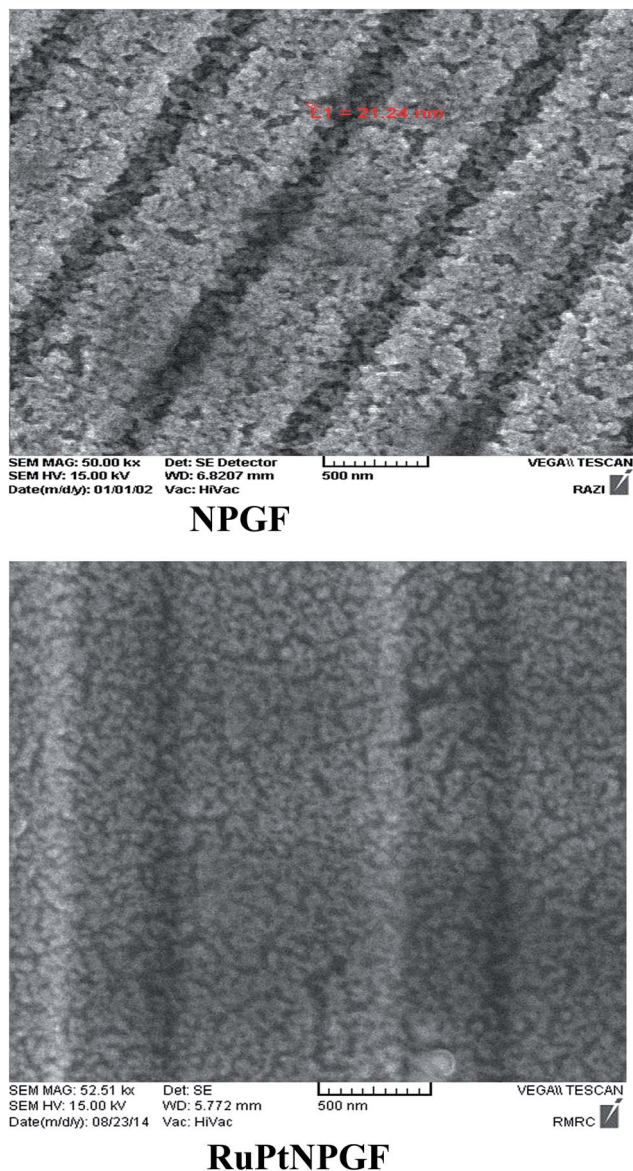 L1 = 21.24 nm
SEM MAG: 50.00 kx Det: SE Detector
SEM HV: 15.00 kV WD: 6.8207 mm 500 nm VEGA\\ TESCAN
Date(m/d/y): 01/01/02 Vac: HiVac RAZI
NPGF
SEM MAG: 52.51 kx Det: SE VEGA\\ TESCAN
SEM HV: 15.00 kV WD: 5.772 mm 500 nm
Date(m/d/y): 08/23/14 Vac: HiVac RMRC
RuPtNPGF